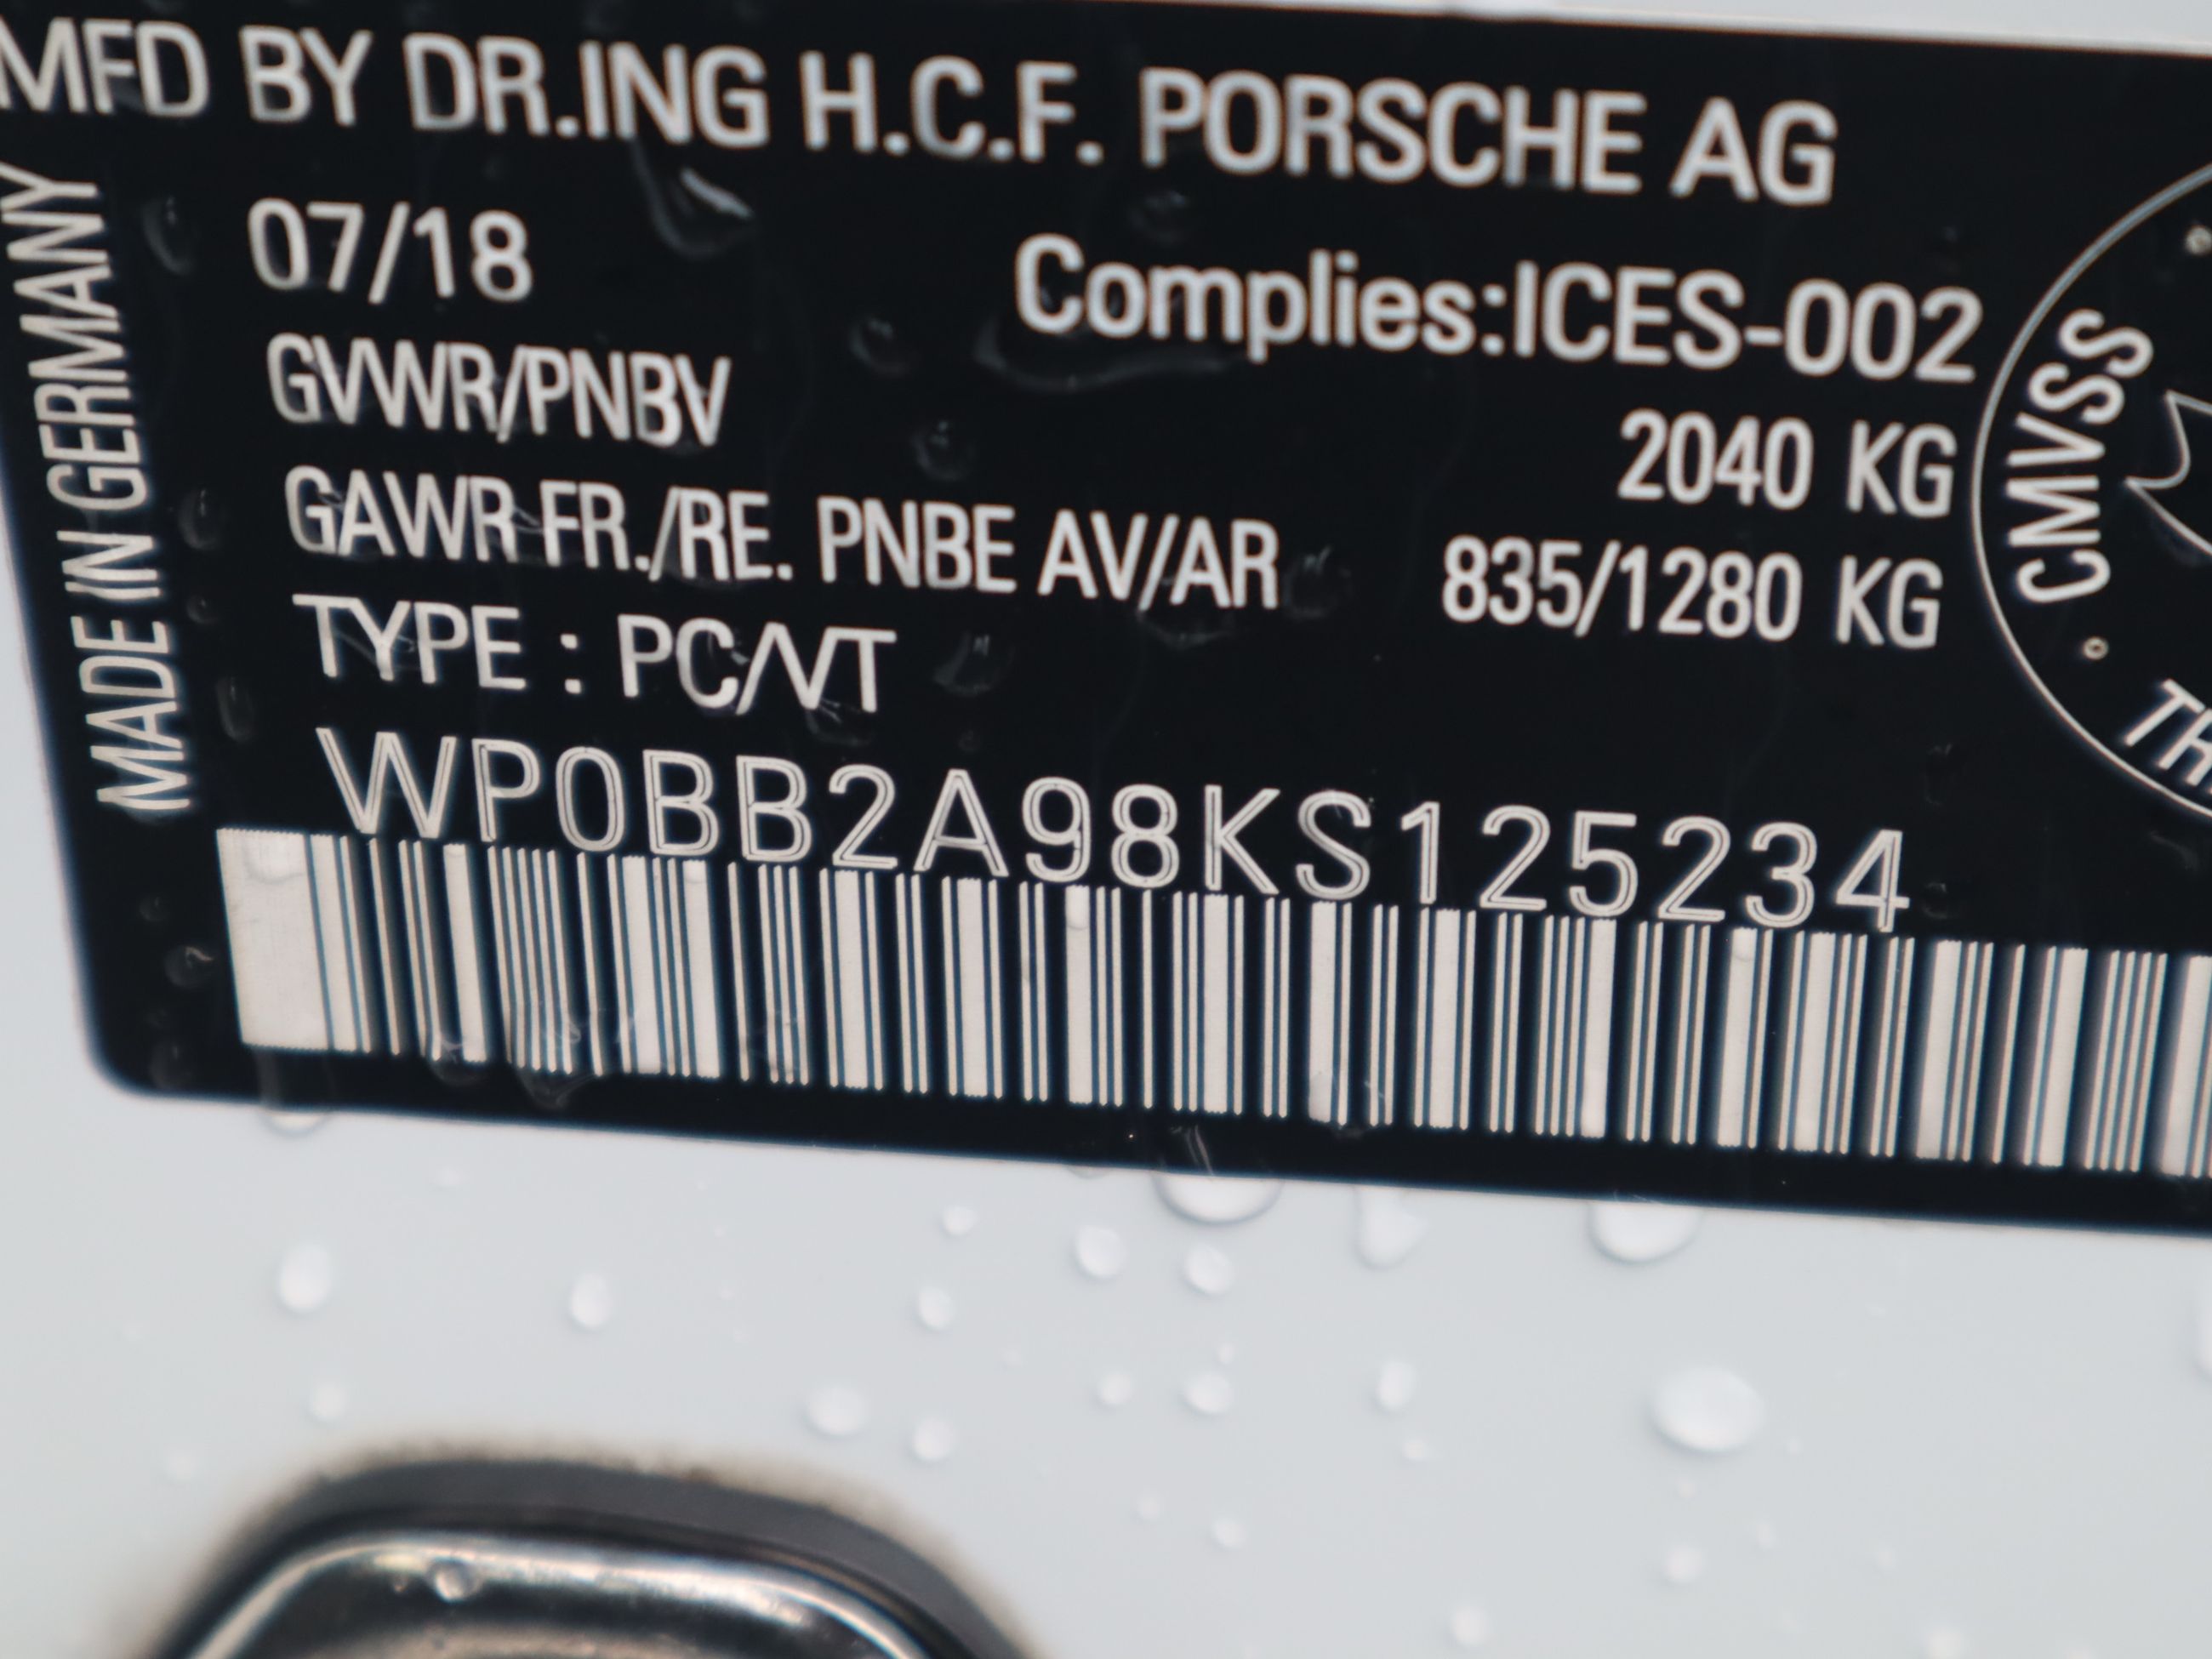 MFD BY DR.ING H.C.F. PORSCHE AG
MADE IN GERMANY
07/18
Complies:ICES-002
GVWR/PNBV 2040 KG
GAWR FR./RE. PNBE AV/AR 835/1280 KG
TYPE : PC/VT
WP0BB2A98KS125234
CMVSS